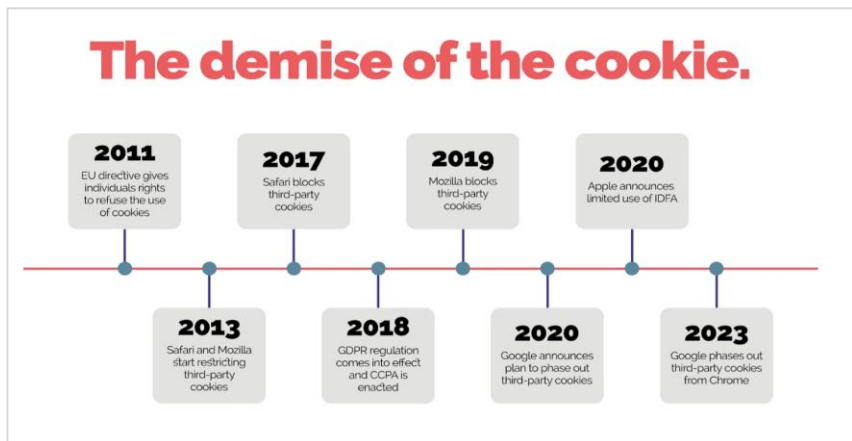 The demise of the cookie.
2011
EU directive gives
individuals rights
to refuse the use
of cookies
2013
Safari and Mozilla
start restricting
third-party
cookies
2017
Safari blocks
third-party
cookies
2018
GDPR regulation
comes into effect
and CCPA is
enacted
2019
Mozilla blocks
third-party
cookies
2020
Google announces
plan to phase out
third-party cookies
2020
Apple announces
limited use of IDFA
2023
Google phases out
third-party cookies
from Chrome